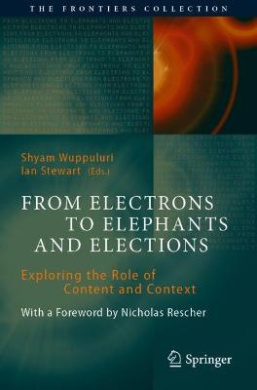 THE FRONTIERS COLLECTION
Shyam Wuppuluri
Ian Stewart (Eds.)
FROM ELECTRONS
TO ELEPHANTS
AND ELECTIONS
Exploring the Role of
Content and Context
With a Foreword by Nicholas Rescher
Springer